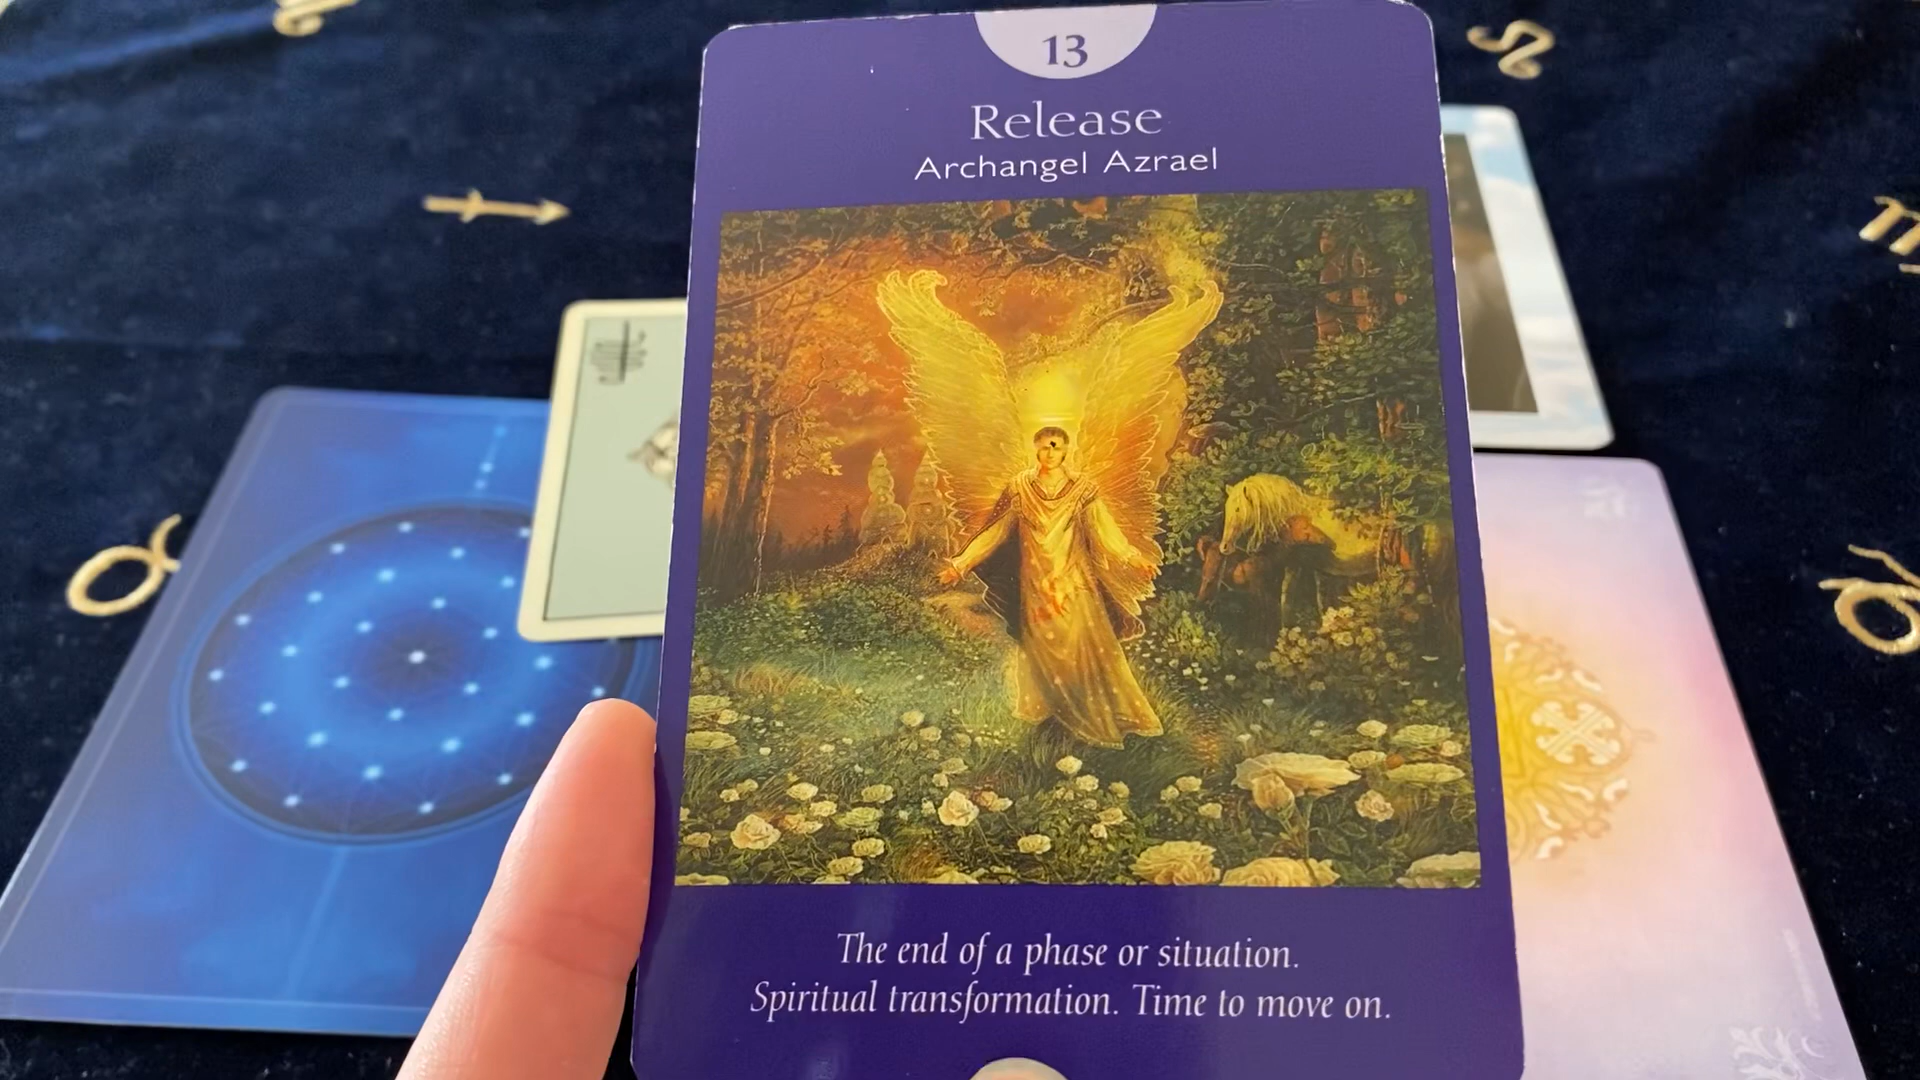 13
Release
Archangel Azrael
The end of a phase or situation.
Spiritual transformation. Time to move on.